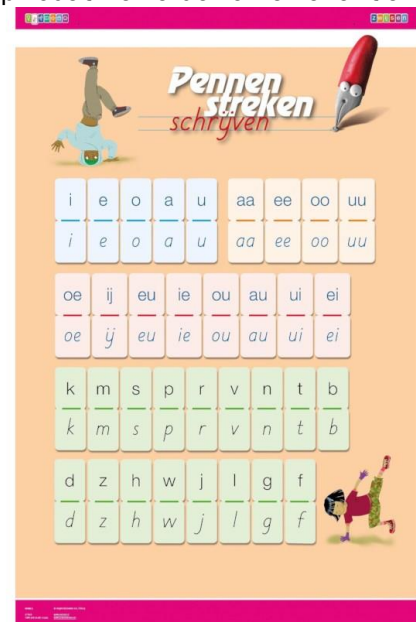 Pennen
streken
schrijven
i e o a u aa ee oo uu
i e o a u aa ee oo uu
oe ij eu ie ou au ui ei
oe ij eu ie ou au ui ei
k m s p r v n t b
k m s p r v n t b
d z h w j l g f
d z h w j l g f